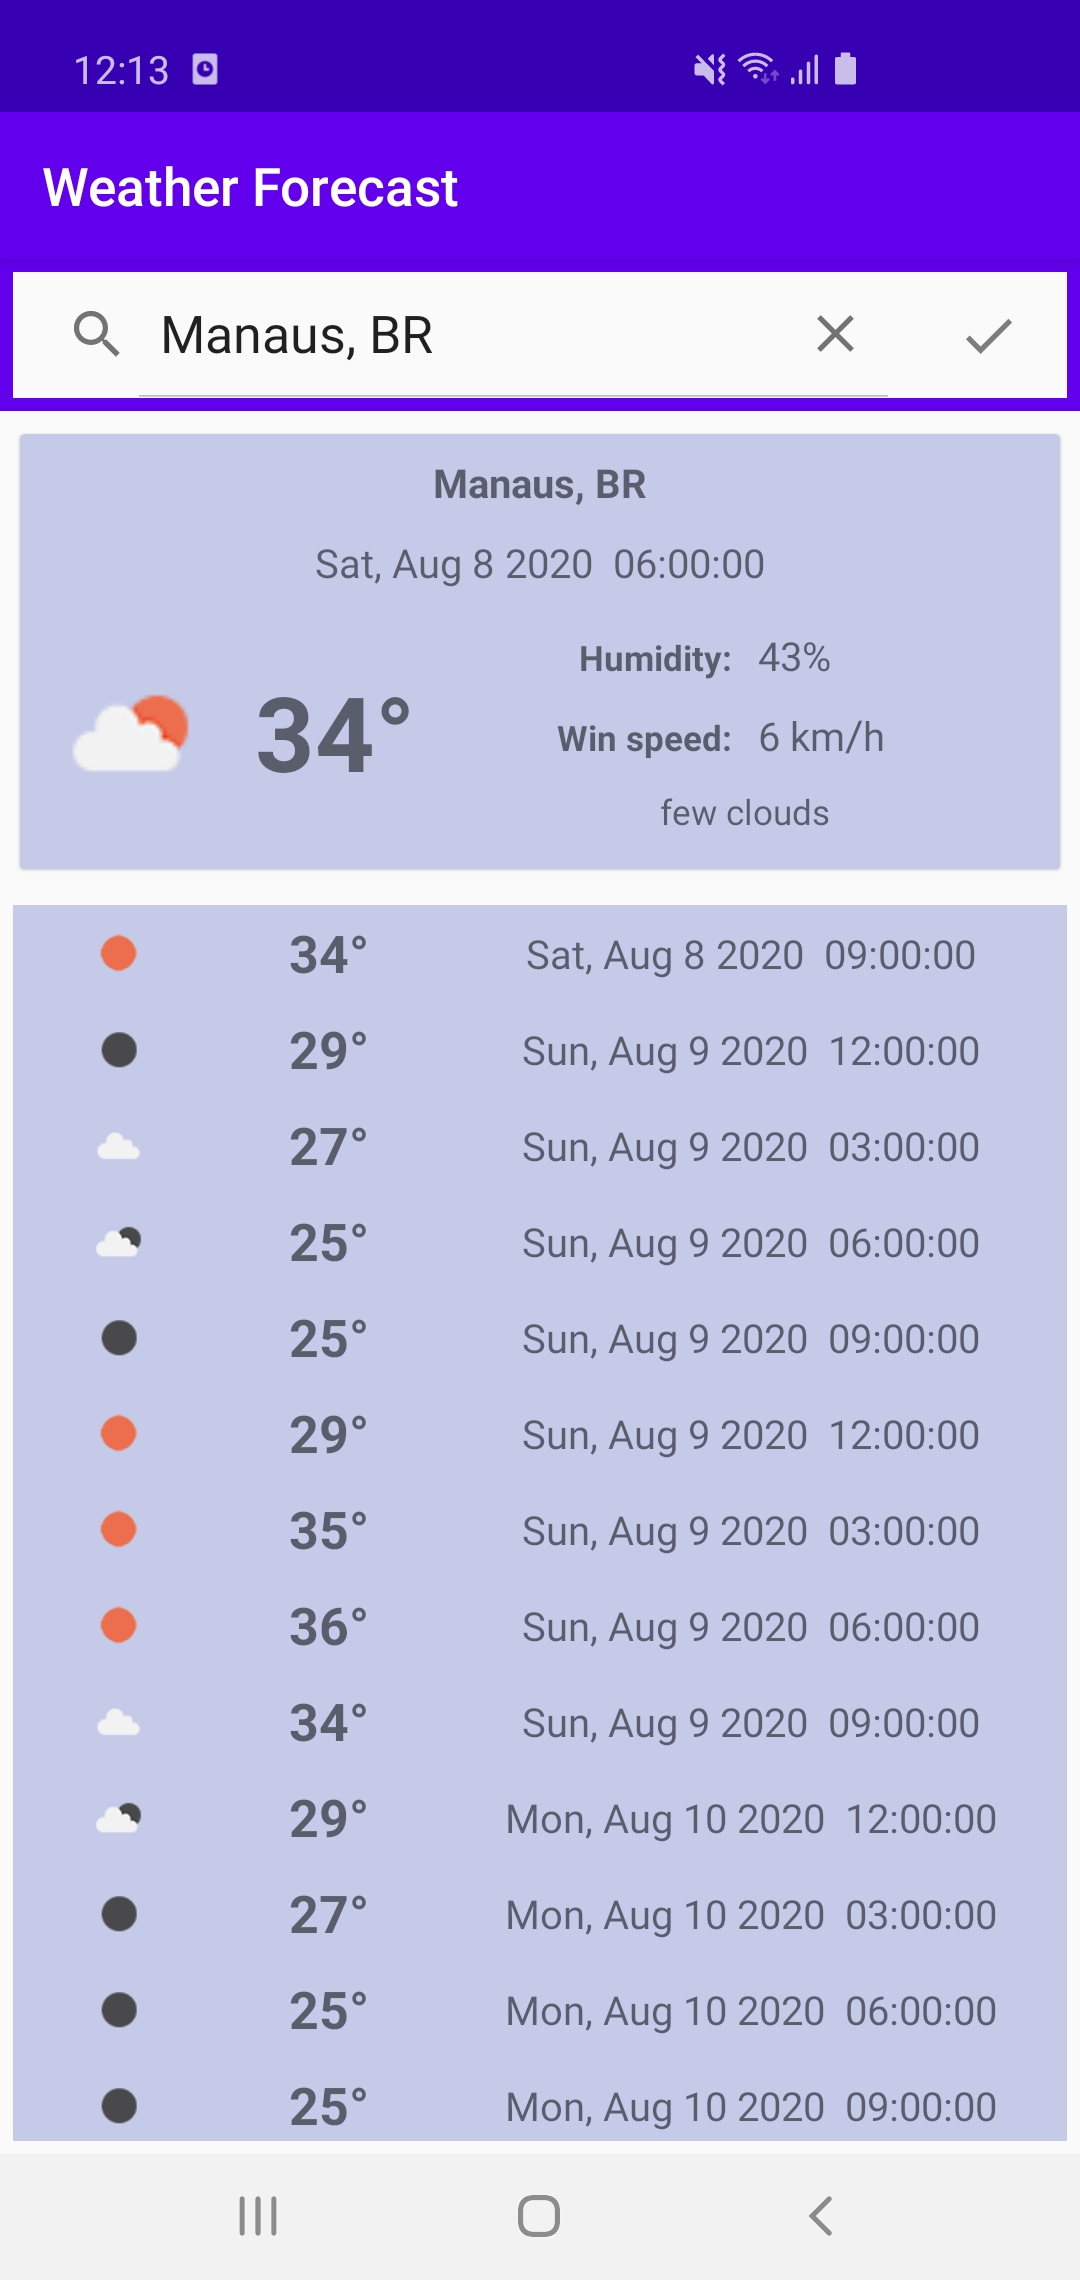 12:13
Weather Forecast
Manaus, BR
Manaus, BR
Sat, Aug 8 2020  06:00:00
34°
Humidity: 43%
Win speed: 6 km/h
few clouds
34° Sat, Aug 8 2020  09:00:00
29° Sun, Aug 9 2020  12:00:00
27° Sun, Aug 9 2020  03:00:00
25° Sun, Aug 9 2020  06:00:00
25° Sun, Aug 9 2020  09:00:00
29° Sun, Aug 9 2020  12:00:00
35° Sun, Aug 9 2020  03:00:00
36° Sun, Aug 9 2020  06:00:00
34° Sun, Aug 9 2020  09:00:00
29° Mon, Aug 10 2020  12:00:00
27° Mon, Aug 10 2020  03:00:00
25° Mon, Aug 10 2020  06:00:00
25° Mon, Aug 10 2020  09:00:00